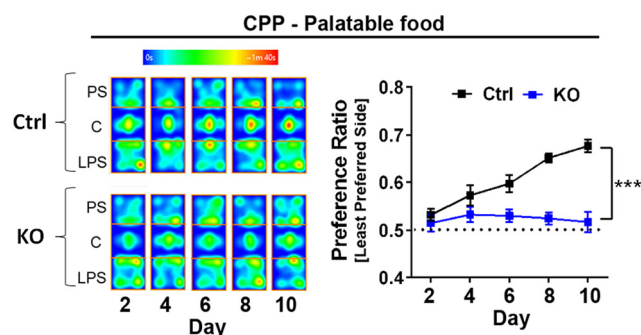 CPP - Palatable food
0s
~1m 40s
Ctrl
PS
C
LPS
KO
PS
C
LPS
2 4 6 8 10
Day
Preference Ratio
[Least Preferred Side]
0.8
0.7
0.6
0.5
0.4
Ctrl KO
***
2 4 6 8 10
Day